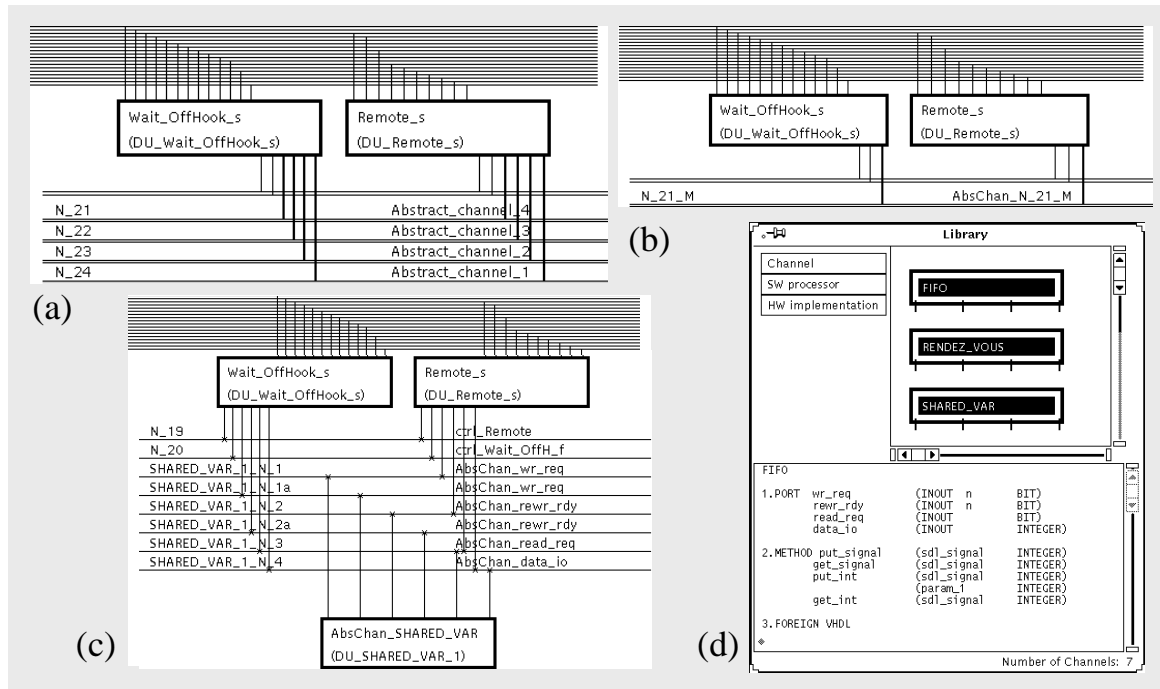 Wait_OffHook_s
(DU_Wait_OffHook_s)
Remote_s
(DU_Remote_s)
N_21 Abstract_channel_4
N_22 Abstract_channel_3
N_23 Abstract_channel_2
N_24 Abstract_channel_1
(a)
Wait_OffHook_s
(DU_Wait_OffHook_s)
Remote_s
(DU_Remote_s)
N_21_M AbsChan_N_21_M
(b)
Wait_OffHook_s
(DU_Wait_OffHook_s)
Remote_s
(DU_Remote_s)
N_19 ctrl_Remote
N_20 ctrl_Wait_OffH_f
SHARED_VAR_1_N_1 AbsChan_wr_req
SHARED_VAR_1_N_1a AbsChan_wr_req
SHARED_VAR_1_N_2 AbsChan_rewr_rdy
SHARED_VAR_1_N_2a AbsChan_rewr_rdy
SHARED_VAR_1_N_3 AbsChan_read_req
SHARED_VAR_1_N_4 AbsChan_data_io
AbsChan_SHARED_VAR
(DU_SHARED_VAR_1)
(c)
Library
Channel
SW processor
HW implementation
FIFO
RENDEZ_VOUS
SHARED_VAR
FIFO
1.PORT wr_req (INOUT n BIT)
rewr_rdy (INOUT n BIT)
read_req (INOUT BIT)
data_io (INOUT INTEGER)
2.METHOD put_signal (sdl_signal INTEGER)
get_signal (sdl_signal INTEGER)
put_int (sdl_signal INTEGER)
(param_1 INTEGER)
get_int (sdl_signal INTEGER)
3.FOREIGN VHDL
Number of Channels: 7
(d)